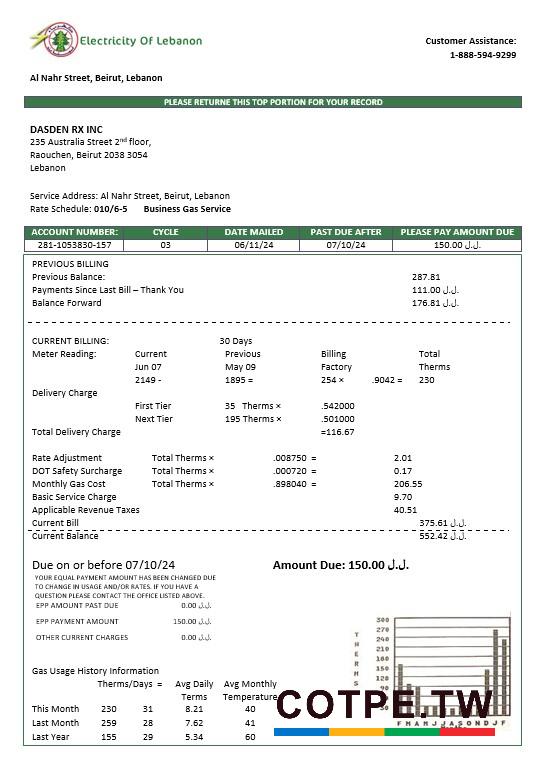 Electricity Of Lebanon
Customer Assistance:
1-888-594-9299
Al Nahr Street, Beirut, Lebanon
PLEASE RETURNE THIS TOP PORTION FOR YOUR RECORD
DASDEN RX INC
235 Australia Street 2nd floor,
Raouchen, Beirut 2038 3054
Lebanon
Service Address: Al Nahr Street, Beirut, Lebanon
Rate Schedule: 010/6-5 Business Gas Service
ACCOUNT NUMBER: CYCLE DATE MAILED PAST DUE AFTER PLEASE PAY AMOUNT DUE
281-1053830-157 03 06/11/24 07/10/24 150.00 ل.ل.
PREVIOUS BILLING
Previous Balance: 287.81
Payments Since Last Bill – Thank You 111.00 ل.ل.
Balance Forward 176.81 ل.ل.
CURRENT BILLING: 30 Days
Meter Reading: Current Previous Billing Total
Jun 07 May 09 Factory Therms
2149 - 1895 = 254 × .9042 = 230
Delivery Charge
First Tier 35 Therms × .542000
Next Tier 195 Therms × .501000
Total Delivery Charge =116.67
Rate Adjustment Total Therms × .008750 = 2.01
DOT Safety Surcharge Total Therms × .000720 = 0.17
Monthly Gas Cost Total Therms × .898040 = 206.55
Basic Service Charge 9.70
Applicable Revenue Taxes 40.51
Current Bill 375.61 ل.ل.
Current Balance 552.42 ل.ل.
Due on or before 07/10/24 Amount Due: 150.00 ل.ل.
YOUR EQUAL PAYMENT AMOUNT HAS BEEN CHANGED DUE
TO CHANGE IN USAGE AND/OR RATES. IF YOU HAVE A
QUESTION PLEASE CONTACT THE OFFICE LISTED ABOVE.
EPP AMOUNT PAST DUE 0.00 ل.ل.
EPP PAYMENT AMOUNT 150.00 ل.ل.
OTHER CURRENT CHARGES 0.00 ل.ل.
Gas Usage History Information
Therms/Days = Avg Daily Avg Monthly
Terms Temperature
This Month 230 31 8.21 40
Last Month 259 28 7.62 41
Last Year 155 29 5.34 60
THERMS
300
270
240
210
180
150
120
90
F M A M J J A S O N D J F
COTPE.TW